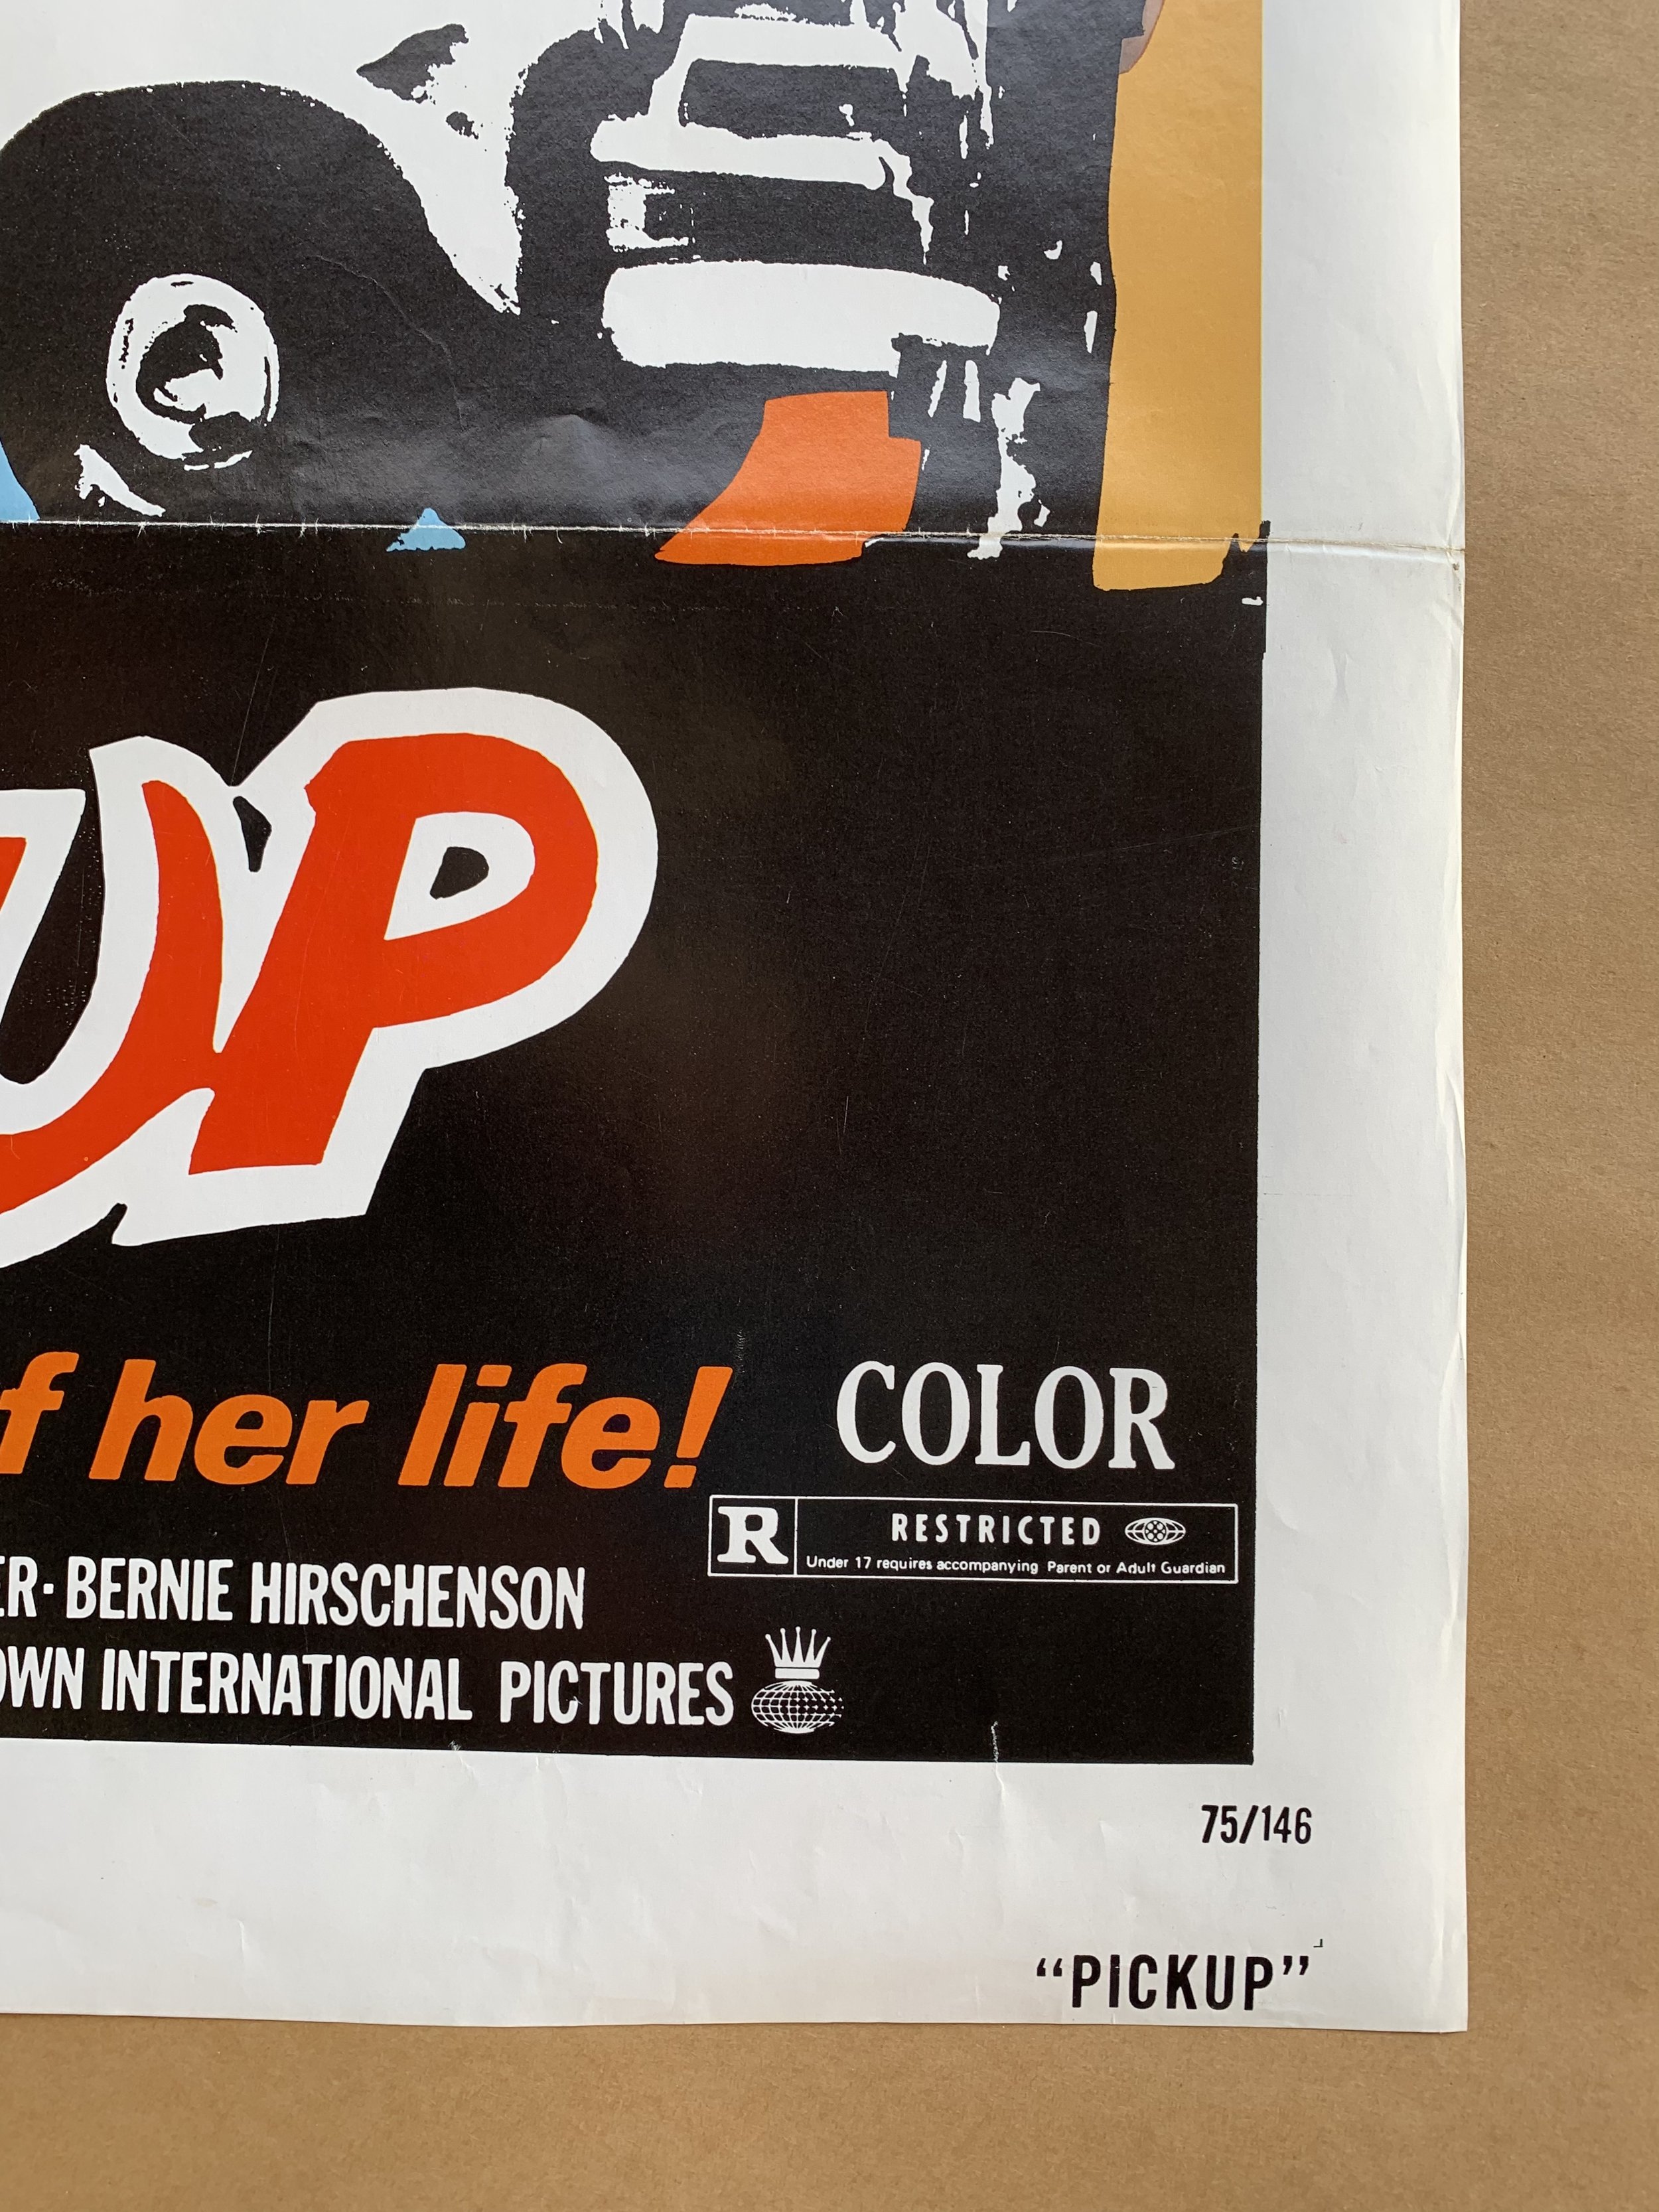 UP
f her life!
COLOR
R
RESTRICTED
Under 17 requires accompanying Parent or Adult Guardian
ER · BERNIE HIRSCHENSON
OWN INTERNATIONAL PICTURES
75/146
“PICKUP”